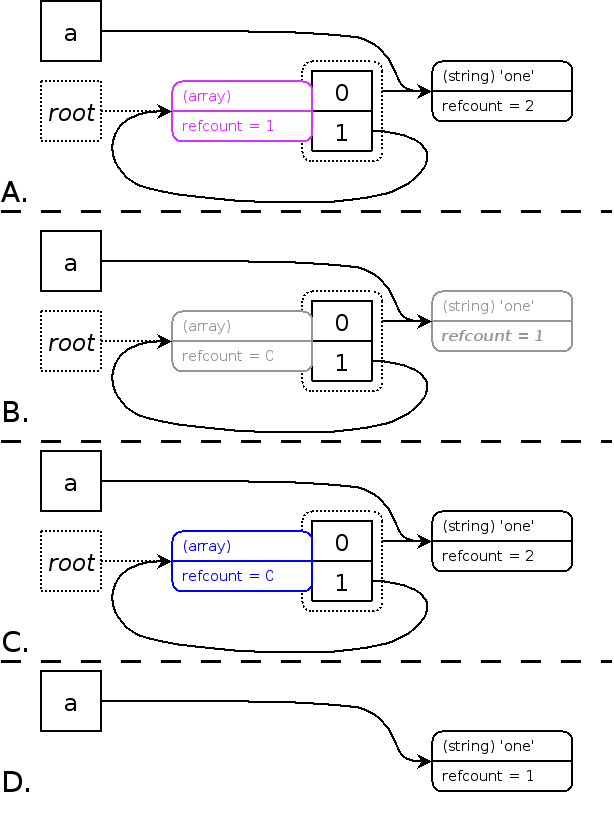 a
(string) 'one'
root
(array)
0
refcount = 2
refcount = 1
1
A.
a
(string) 'one'
root
(array)
0
refcount = 1
refcount = 0
1
B.
a
(string) 'one'
root
(array)
0
refcount = 2
refcount = 0
1
C.
a
(string) 'one'
refcount = 1
D.